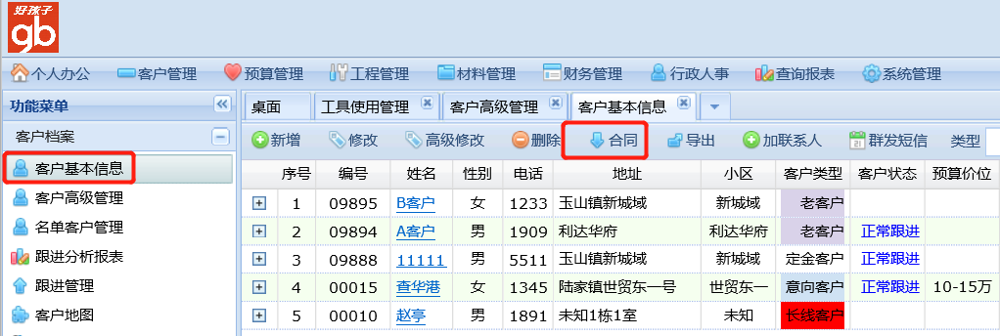 好孩子
gb
个人办公 客户管理 预算管理 工程管理 材料管理 财务管理 行政人事 查询报表 系统管理
功能菜单
桌面 工具使用管理 客户高级管理 客户基本信息
客户档案
新增 修改 高级修改 删除 合同 导出 加联系人 群发短信 类型
客户基本信息
客户高级管理
名单客户管理
跟进分析报表
跟进管理
客户地图
序号 编号 姓名 性别 电话 地址 小区 客户类型 客户状态 预算价位
1 09895 B客户 女 1233 玉山镇新城域 新城域 老客户
2 09894 A客户 男 1909 利达华府 利达华府 老客户 正常跟进
3 09888 11111 男 5511 玉山镇新城域 新城域 定金客户 正常跟进
4 00015 查华港 女 1345 陆家镇世贸东一号 世贸东一 意向客户 正常跟进 10-15万
5 00010 赵亭 男 1891 未知1栋1室 未知 长线客户